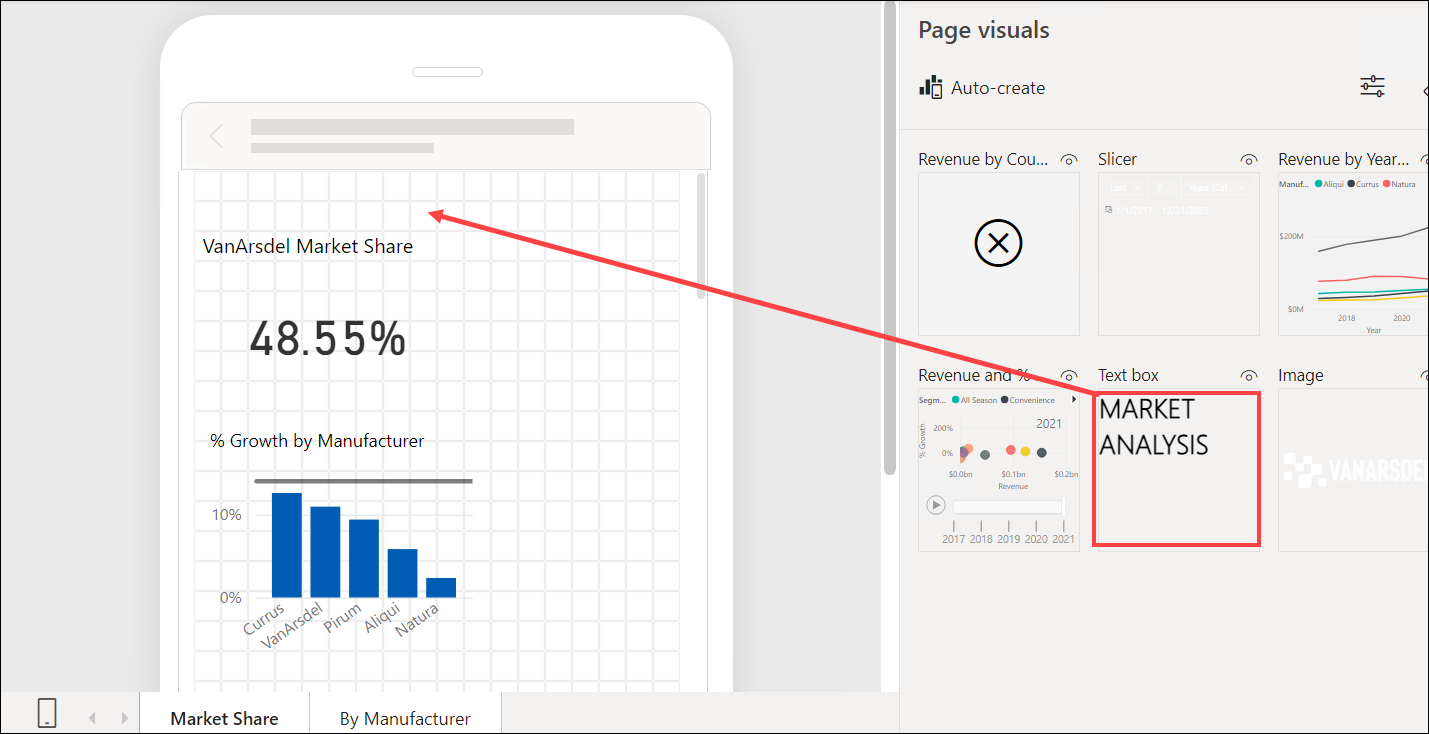 Page visuals
Auto-create
VanArsdel Market Share
48.55%
% Growth by Manufacturer
10%
0%
Currus
VanArsdel
Pirum
Aliqui
Natura
Market Share
By Manufacturer
Revenue by Cou...
Slicer
Last
?
Years (Cal...
1/1/2017 - 12/31/2023
Revenue by Year...
Manuf... Aliqui Currus Natura
$200M
$0M
2018 2020
Year
Revenue and %
Segm... All Season Convenience
2021
% Growth
200%
0%
$0.0bn $0.1bn $0.2bn
Revenue
2017 2018 2019 2020 2021
Text box
MARKET
ANALYSIS
Image